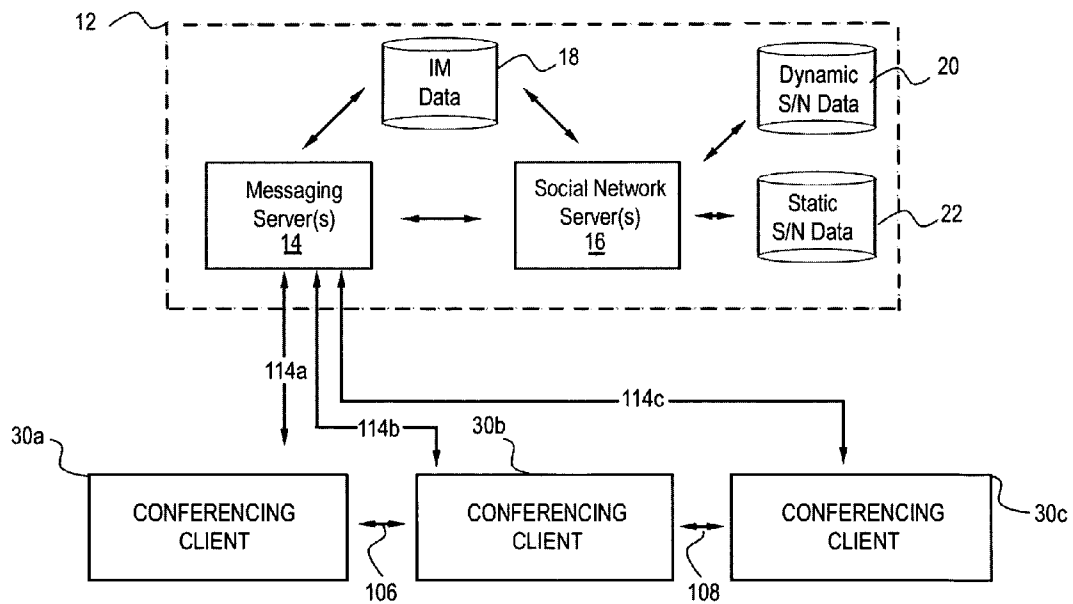 12
IM
Data
18
Dynamic
S/N Data
20
Messaging
Server(s)
14
Social Network
Server(s)
16
Static
S/N Data
22
114a
114b
114c
30a
30b
30c
CONFERENCING
CLIENT
CONFERENCING
CLIENT
CONFERENCING
CLIENT
106
108